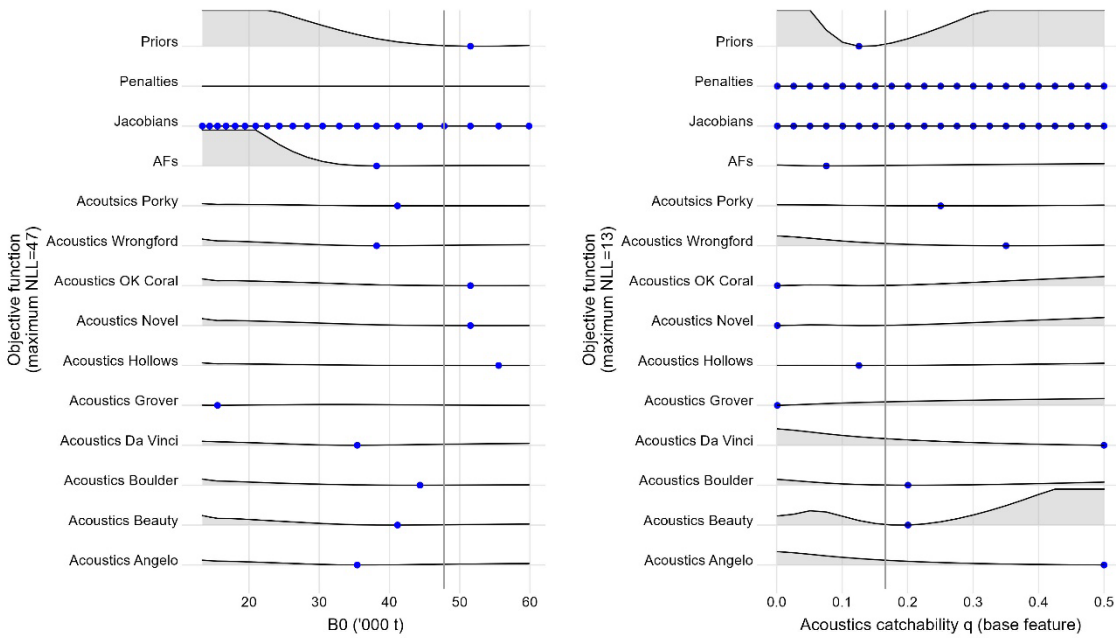 Objective function
(maximum NLL=47)
Priors
Penalties
Jacobians
AFs
Acoutsics Porky
Acoustics Wrongford
Acoustics OK Coral
Acoustics Novel
Acoustics Hollows
Acoustics Grover
Acoustics Da Vinci
Acoustics Boulder
Acoustics Beauty
Acoustics Angelo
20 30 40 50 60
B0 ('000 t)
Objective function
(maximum NLL=13)
Priors
Penalties
Jacobians
AFs
Acoutsics Porky
Acoustics Wrongford
Acoustics OK Coral
Acoustics Novel
Acoustics Hollows
Acoustics Grover
Acoustics Da Vinci
Acoustics Boulder
Acoustics Beauty
Acoustics Angelo
0.0 0.1 0.2 0.3 0.4 0.5
Acoustics catchability q (base feature)